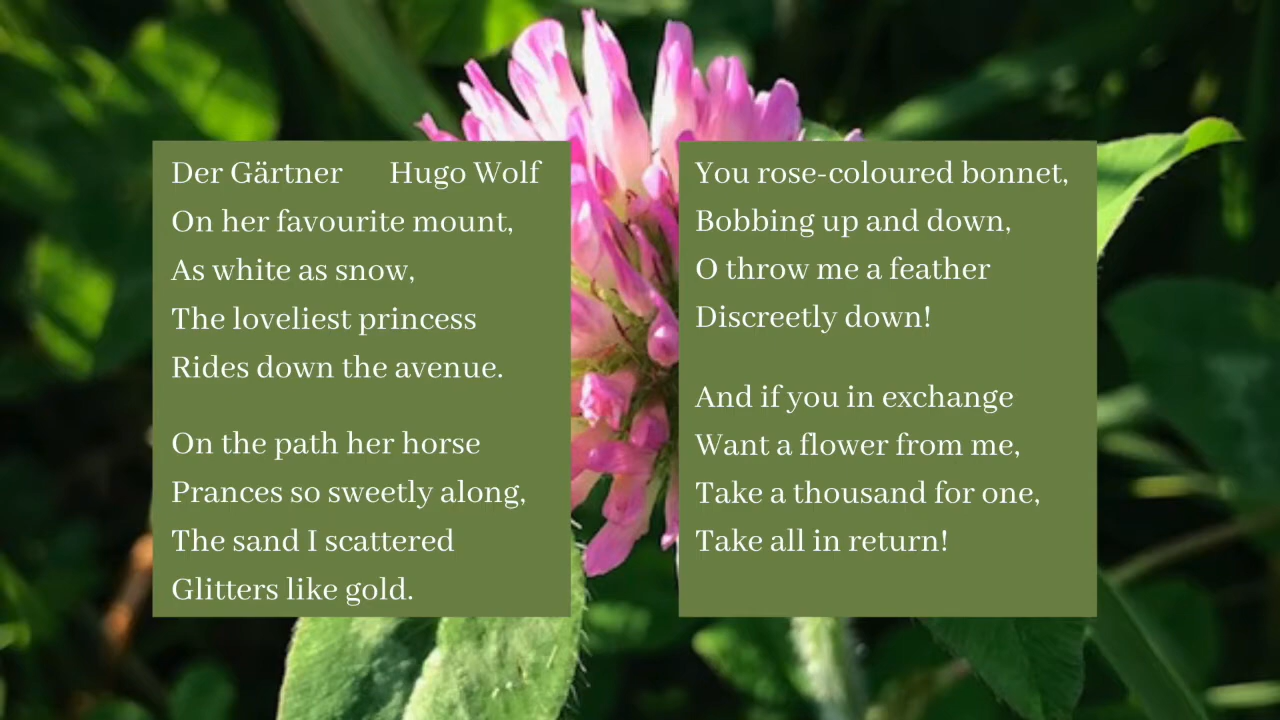 Der Gärtner Hugo Wolf
On her favourite mount,
As white as snow,
The loveliest princess
Rides down the avenue.
On the path her horse
Prances so sweetly along,
The sand I scattered
Glitters like gold.
You rose-coloured bonnet,
Bobbing up and down,
O throw me a feather
Discreetly down!
And if you in exchange
Want a flower from me,
Take a thousand for one,
Take all in return!